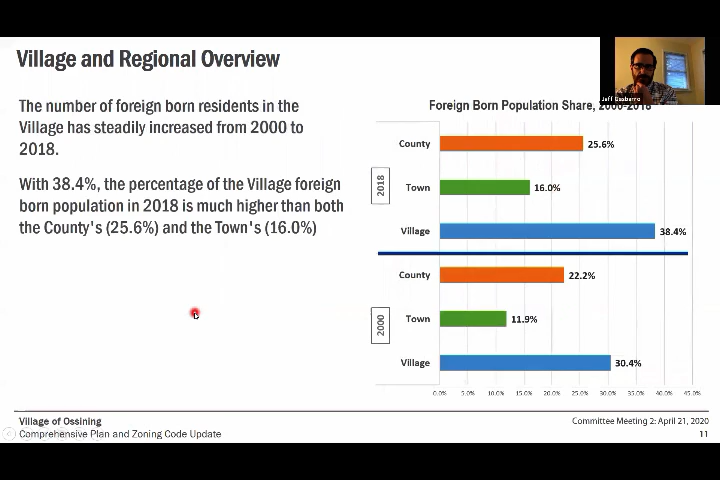 Village and Regional Overview
The number of foreign born residents in the
Village has steadily increased from 2000 to
2018.
With 38.4%, the percentage of the Village foreign
born population in 2018 is much higher than both
the County's (25.6%) and the Town's (16.0%)
Jeff
Foreign Born Population Share, 2000-2018
2018
County 25.6%
Town 16.0%
Village 38.4%
2000
County 22.2%
Town 11.9%
Village 30.4%
0.0% 5.0% 10.0% 15.0% 20.0% 25.0% 30.0% 35.0% 40.0% 45.0%
Village of Ossining
Comprehensive Plan and Zoning Code Update
Committee Meeting 2: April 21, 2020
11